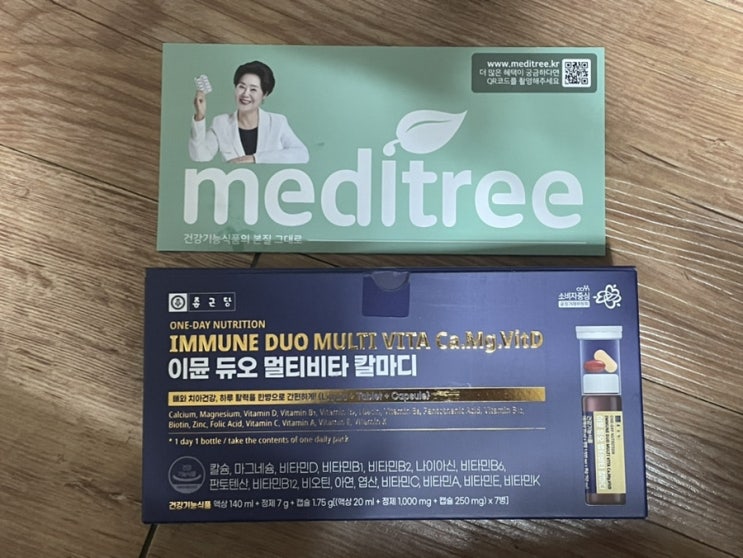 www.meditree.kr
더 많은 혜택이 궁금하다면
QR코드를 촬영해주세요
meditree
건강기능식품의 본질 그대로
종근당
소비자중심
ONE-DAY NUTRITION
IMMUNE DUO MULTI VITA Ca.Mg.VitD
이뮨 듀오 멀티비타 칼마디
뼈와 치아건강, 하루 활력을 한병으로 간편하게! + Tablet + Capsule)
Calcium, Magnesium, Vitamin D, Vitamin B1, Vitamin B2, Niacin, Vitamin B6, Pantothenic Acid, Vitamin B12,
Biotin, Zinc, Folic Acid, Vitamin C, Vitamin A, Vitamin E, Vitamin K
* 1 day 1 bottle / take the contents of one daily pack
칼슘, 마그네슘, 비타민D, 비타민B1, 비타민B2, 나이아신, 비타민B6,
판토텐산, 비타민B12, 비오틴, 아연, 엽산, 비타민C, 비타민A, 비타민E, 비타민K
건강기능식품 액상 140 ml + 정제 7 g + 캡슐 1.75 g[(액상 20 ml + 정제 1,000 mg + 캡슐 250 mg) x 7병]